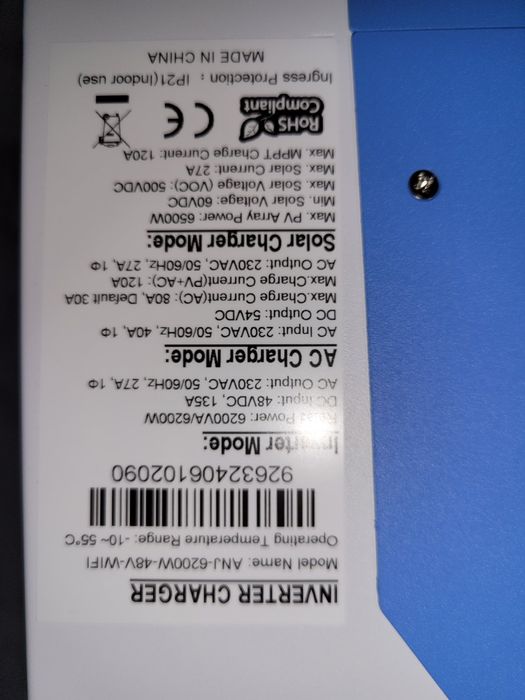 INVERTER CHARGER
Model Name: ANJ-6200W-48V-WIFI
Operating Temperature Range: -10~ 55°C
92632406102090
Inverter Mode:
Rated Power: 6200VA/6200W
DC Input: 48VDC, 135A
AC Output: 230VAC, 50/60Hz, 27A, 1Φ
AC Charger Mode:
AC Input: 230VAC, 50/60Hz, 40A, 1Φ
DC Output: 54VDC
Max.Charge Current(AC): 80A, Default 30A
Max.Charge Current(PV+AC): 120A
AC Output: 230VAC, 50/60Hz, 27A, 1Φ
Solar Charger Mode:
Max. PV Array Power: 6500W
Min. Solar Voltage: 60VDC
Max. Solar Voltage (VOC): 500VDC
Max. Solar Current: 27A
Max. MPPT Charge Current: 120A
RoHS
Compliant
CE
Ingress Protection : IP21(Indoor use)
MADE IN CHINA